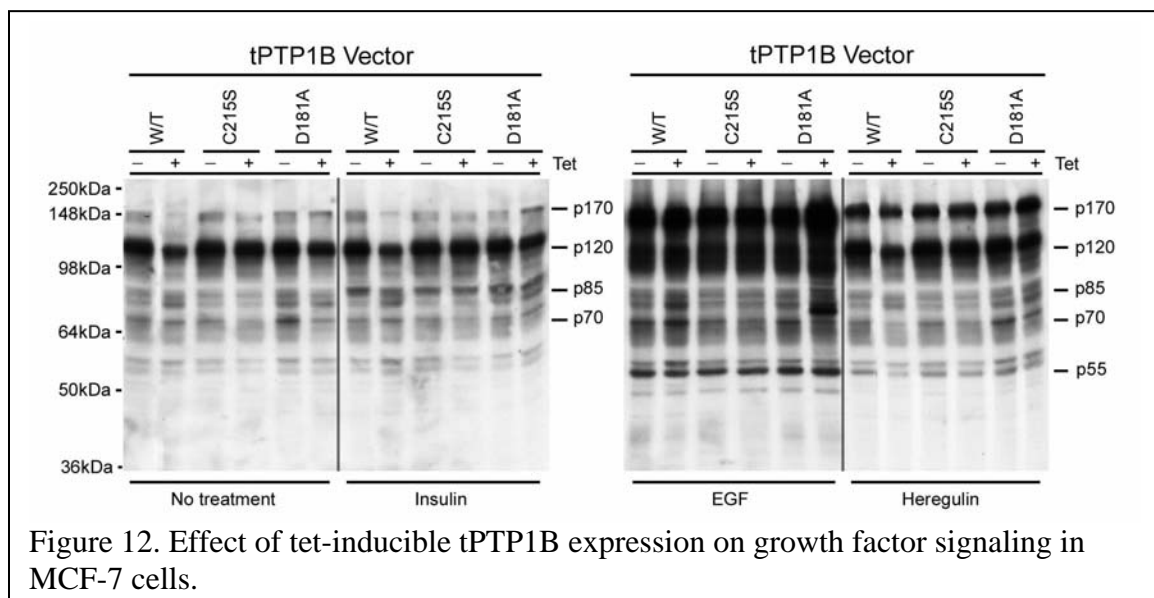 tPTP1B Vector tPTP1B Vector
W/T C215S D181A W/T C215S D181A W/T C215S D181A W/T C215S D181A
– + – + – + – + – + – + Tet – + – + – + – + – + – + Tet
250kDa
148kDa
98kDa
64kDa
50kDa
36kDa
p170
p120
p85
p70
p170
p120
p85
p70
p55
No treatment Insulin EGF Heregulin
Figure 12. Effect of tet-inducible tPTP1B expression on growth factor signaling in
MCF-7 cells.